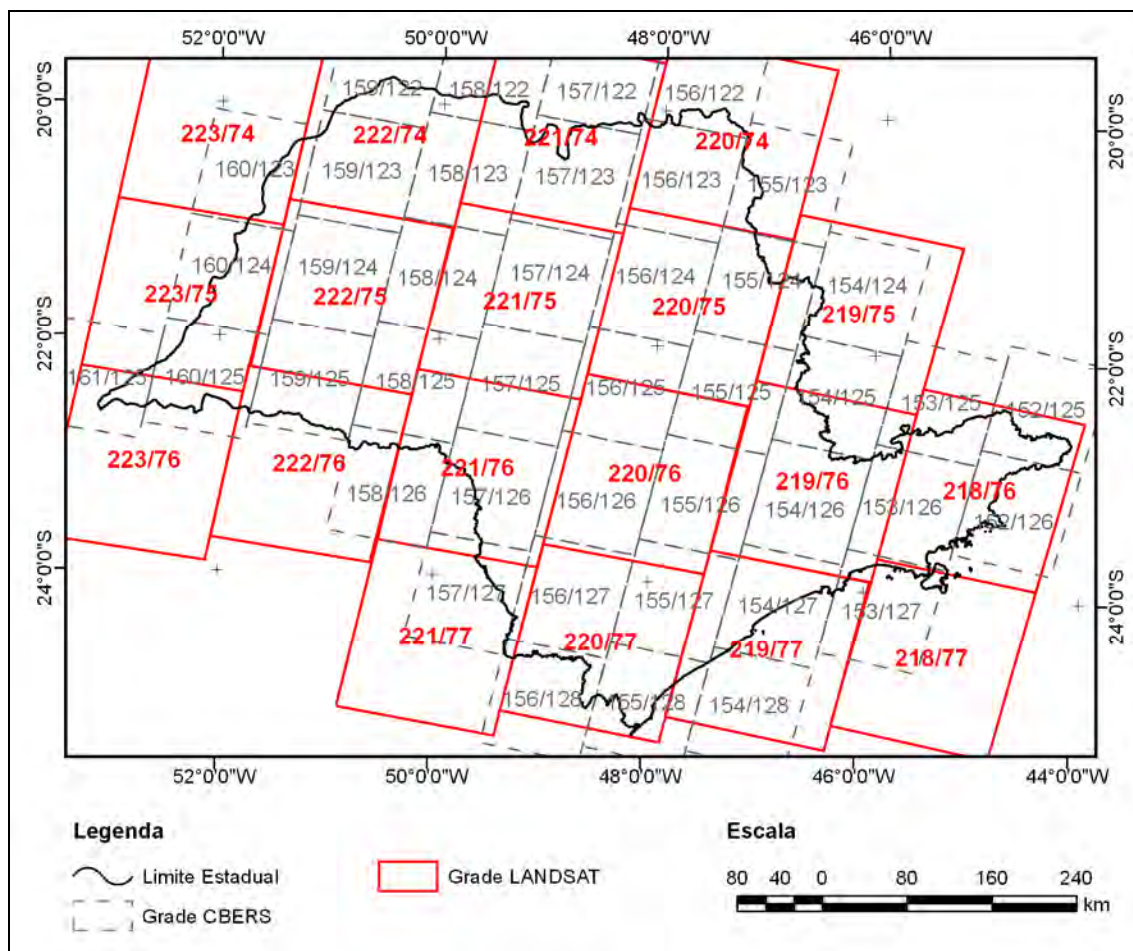 52°0'0"W 50°0'0"W 48°0'0"W 46°0'0"W
20°0'0"S
22°0'0"S
24°0'0"S
20°0'0"S
22°0'0"S
24°0'0"S
159/122 158/122 157/122 156/122
223/74 222/74 221/74 220/74
160/123 159/123 158/123 157/123 156/123 155/123
160/124 159/124 158/124 157/124 156/124 155/124 154/124
223/75 222/75 221/75 220/75 219/75
161/125 160/125 159/125 158/125 157/125 156/125 155/125 154/125 153/125 152/125
223/76 222/76 221/76 220/76 219/76 218/76
158/126 157/126 156/126 155/126 154/126 153/126 152/126
157/127 156/127 155/127 154/127 153/127
221/77 220/77 219/77 218/77
156/128 155/128 154/128
52°0'0"W 50°0'0"W 48°0'0"W 46°0'0"W 44°0'0"W
Legenda
Limite Estadual
Grade LANDSAT
Grade CBERS
Escala
80 40 0 80 160 240
km